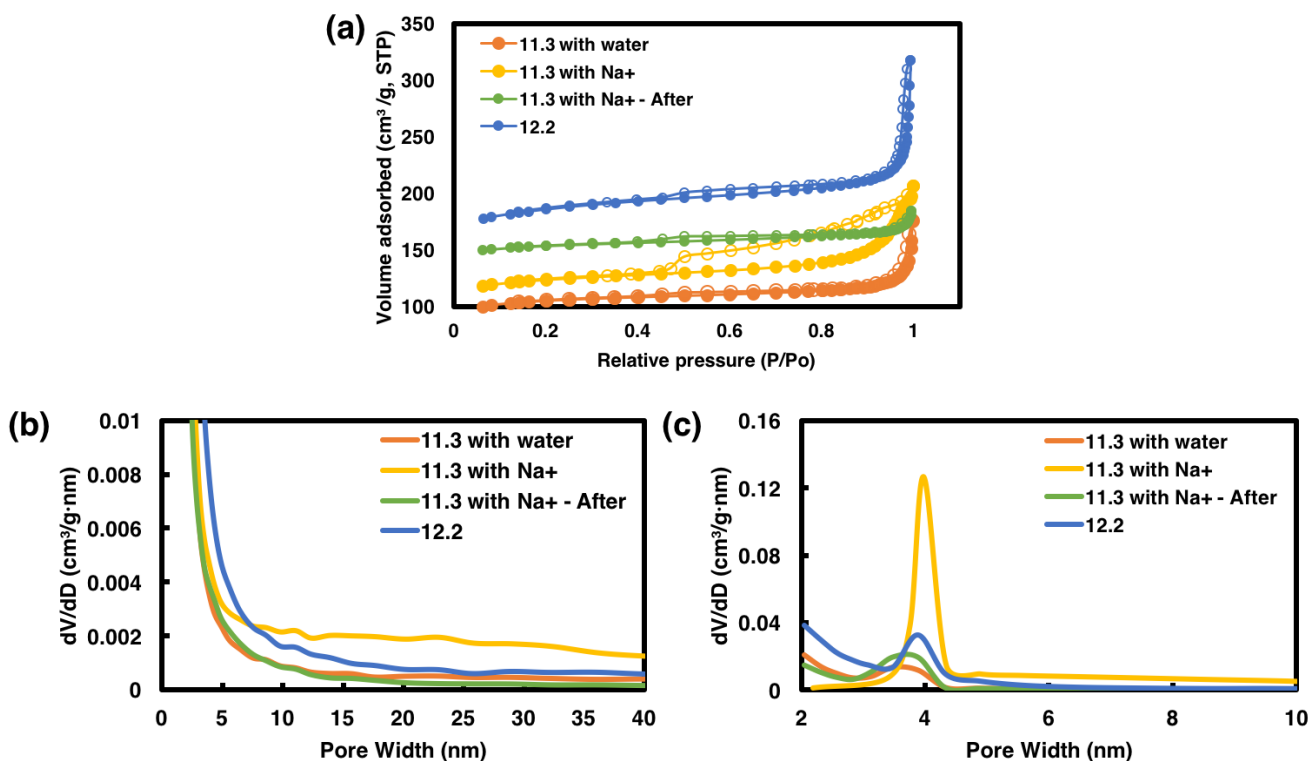 (a)
Volume adsorbed (cm³ /g, STP)
350
300
250
200
150
100
11.3 with water
11.3 with Na+
11.3 with Na+ - After
12.2
0
0.2
0.4
0.6
0.8
1
Relative pressure (P/Po)
(b)
dV/dD (cm³/g·nm)
0.01
0.008
0.006
0.004
0.002
0
11.3 with water
11.3 with Na+
11.3 with Na+ - After
12.2
0
5
10
15
20
25
30
35
40
Pore Width (nm)
(c)
dV/dD (cm³/g·nm)
0.16
0.12
0.08
0.04
0
11.3 with water
11.3 with Na+
11.3 with Na+ - After
12.2
2
4
6
8
10
Pore Width (nm)